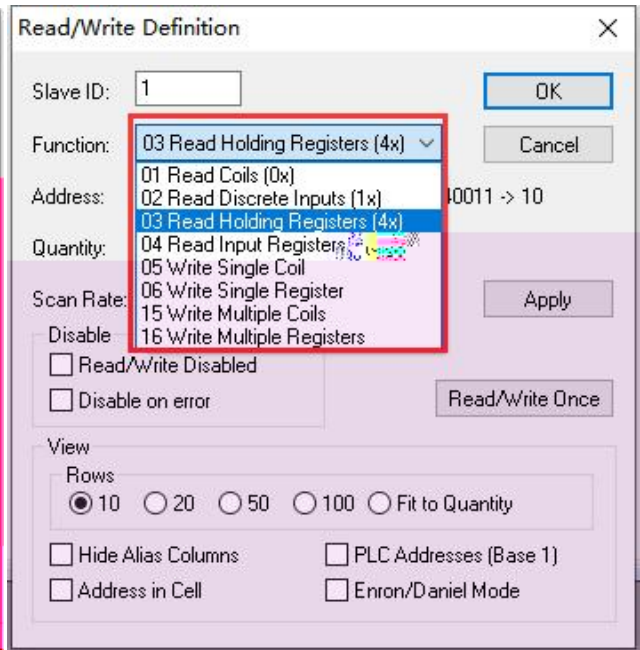 Read/Write Definition
Slave ID: 1 OK
Function: 03 Read Holding Registers (4x) Cancel
01 Read Coils (0x)
Address: 02 Read Discrete Inputs (1x) 40011 -> 10
03 Read Holding Registers (4x)
Quantity: 04 Read Input Registers
05 Write Single Coil
Scan Rate: 06 Write Single Register Apply
15 Write Multiple Coils
Disable 16 Write Multiple Registers
Read/Write Disabled
Disable on error Read/Write Once
View
Rows
10 20 50 100 Fit to Quantity
Hide Alias Columns PLC Addresses (Base 1)
Address in Cell Enron/Daniel Mode